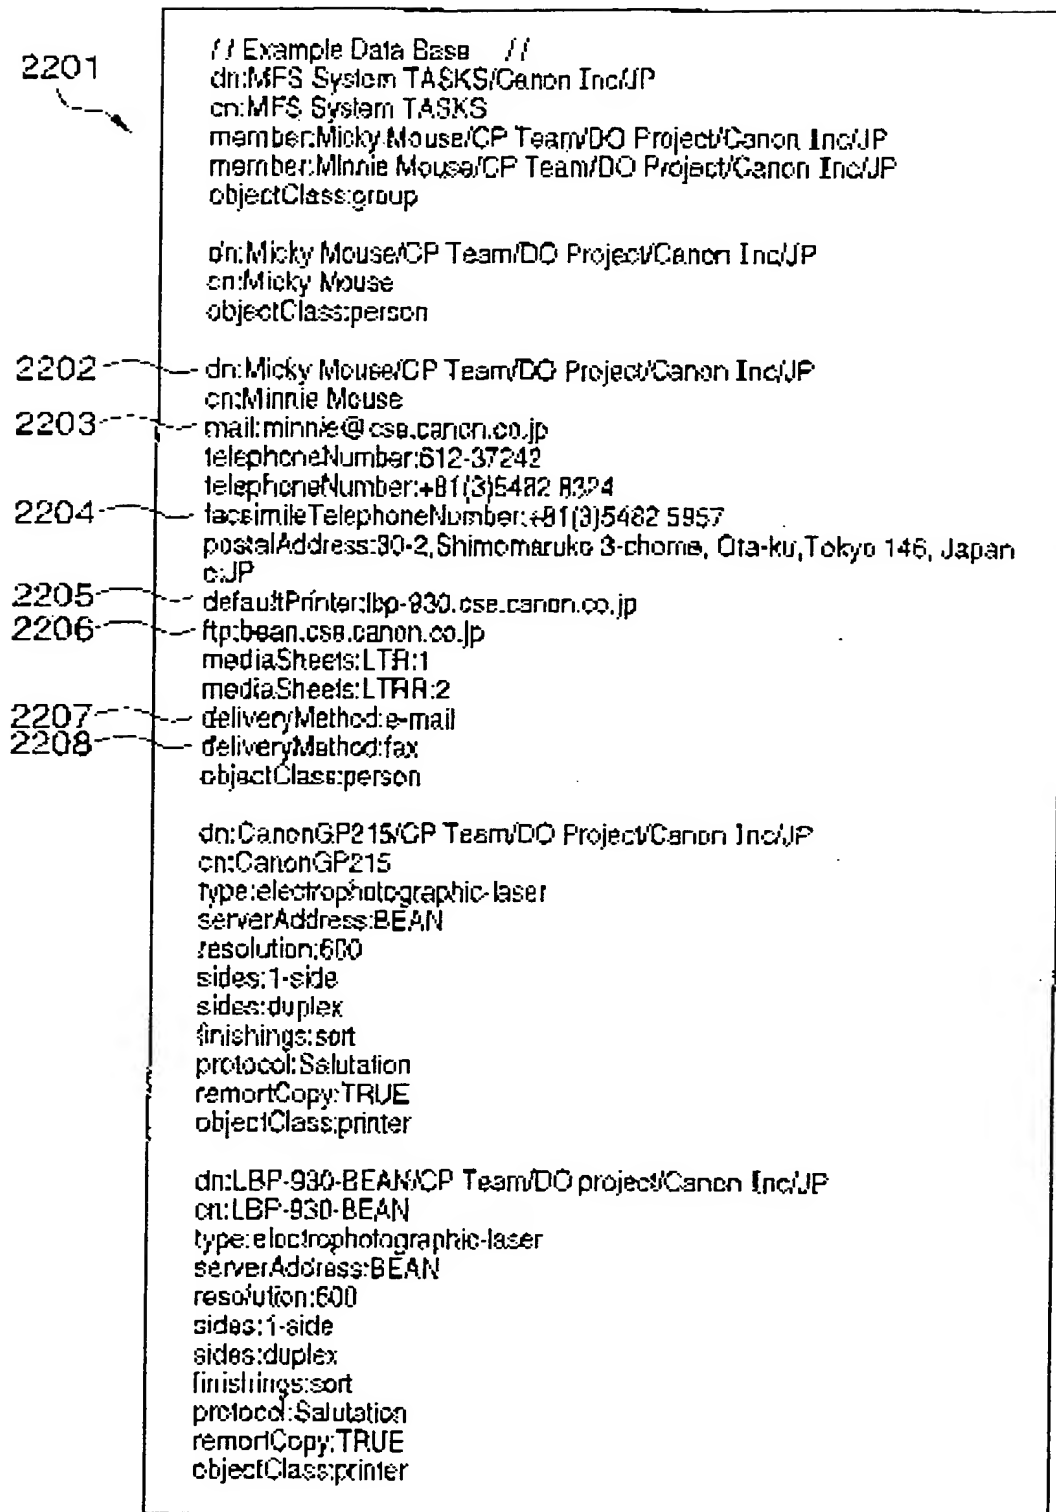 // Example Data Base //
2201
dn:MFS System TASKS/Canon Inc/JP
cn:MFS System TASKS
member:Micky Mouse/CP Team/DO Project/Canon Inc/JP
member:Minnie Mouse/CP Team/DO Project/Canon Inc/JP
objectClass:group
dn:Micky Mouse/CP Team/DO Project/Canon Inc/JP
cn:Micky Mouse
objectClass:person
2202 dn:Micky Mouse/CP Team/DO Project/Canon Inc/JP
cn:Minnie Mouse
2203 mail:minnie@cse.canon.co.jp
telephoneNumber:612-37242
telephoneNumber:+81(3)5482 8324
2204 facsimileTelephoneNumber:+81(3)5482 5957
postalAddress:30-2,Shimomaruko 3-chome, Ota-ku,Tokyo 146, Japan
c:JP
2205 defaultPrinter:lbp-930.cse.canon.co.jp
2206 ftp:bean.cse.canon.co.jp
mediaSheets:LTR:1
mediaSheets:LTRR:2
2207 deliveryMethod:e-mail
2208 deliveryMethod:fax
objectClass:person
dn:CanonGP215/CP Team/DO Project/Canon Inc/JP
cn:CanonGP215
type:electrophotographic-laser
serverAddress:BEAN
resolution:600
sides:1-side
sides:duplex
finishings:sort
protocol:Salutation
remortCopy:TRUE
objectClass:printer
dn:LBP-930-BEAN/CP Team/DO project/Canon Inc/JP
cn:LBP-930-BEAN
type:electrophotographic-laser
serverAddress:BEAN
resolution:600
sides:1-side
sides:duplex
finishings:sort
protocol:Salutation
remortCopy:TRUE
objectClass:printer